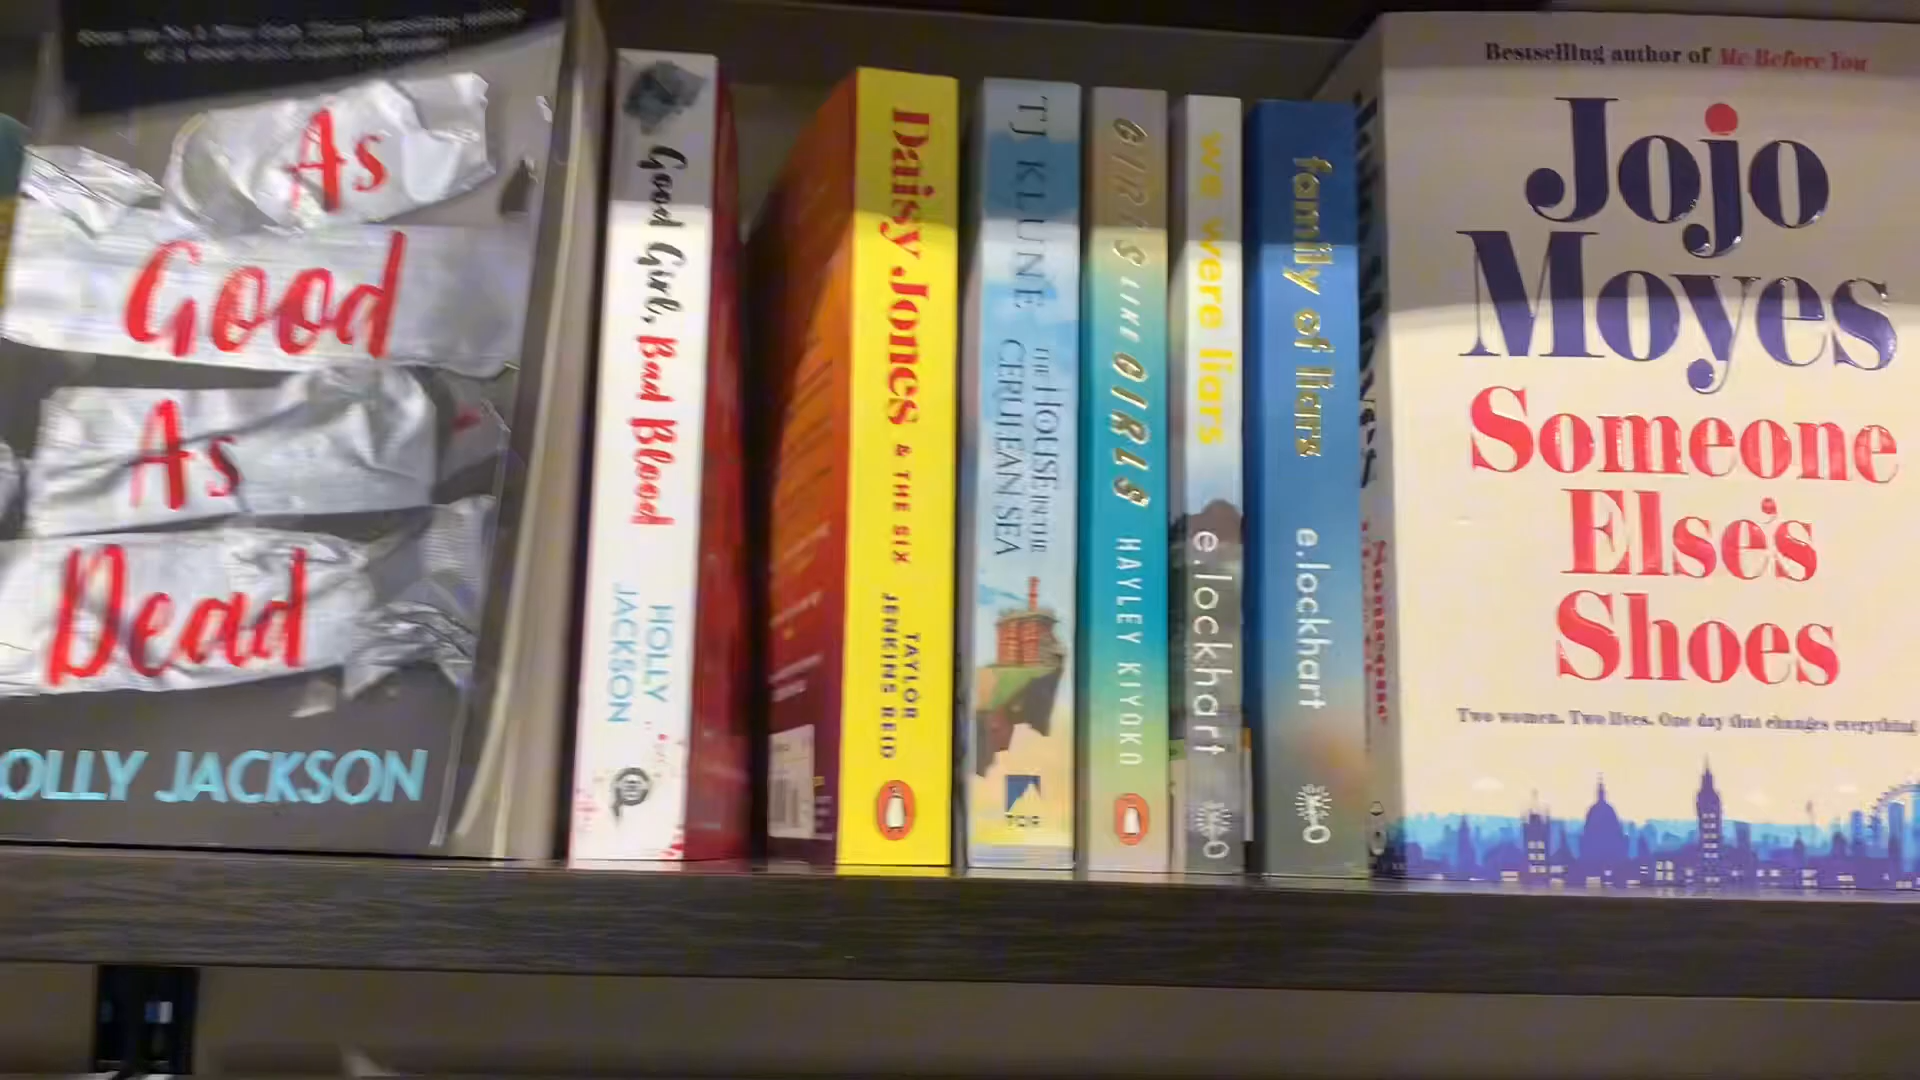 As
Good
As
Dead
OLLY JACKSON
Good Girl, Bad Blood
HOLLY
JACKSON
Daisy Jones & THE SIX
TAYLOR
JENKINS REID
TJ KLUNE
THE HOUSE IN THE
CERULEAN SEA
TOR
GIRLS LIKE GIRLS HAYLEY KIYOKO
we were liars e.lockhart
family of liars e.lockhart
Bestselling author of Me Before You
Jojo
Moyes
Someone
Else's
Shoes
Two women. Two lives. One day that changes everything